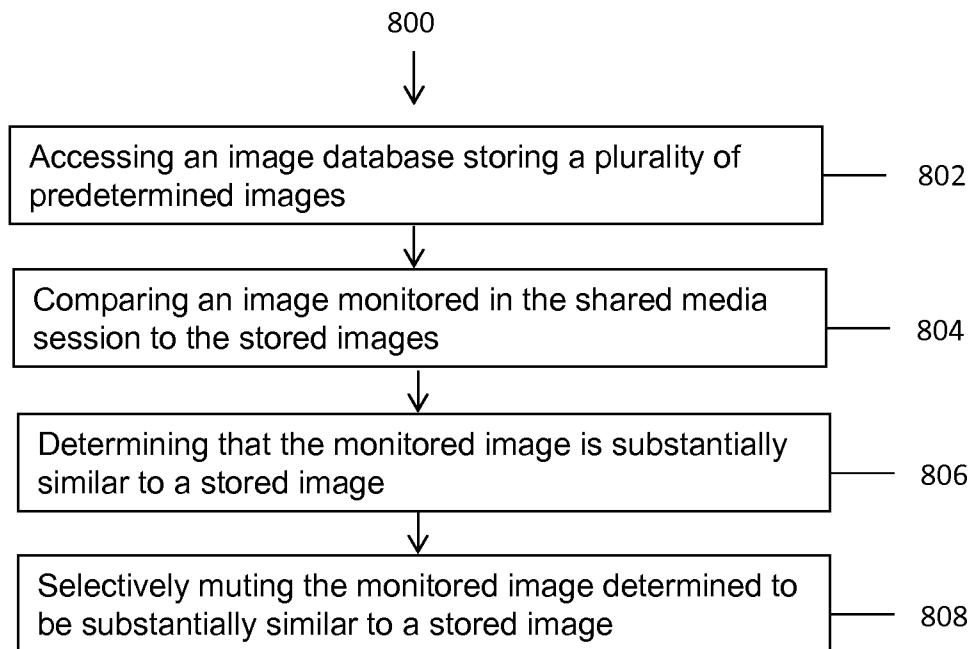 800
Accessing an image database storing a plurality of
predetermined images
802
Comparing an image monitored in the shared media
session to the stored images
804
Determining that the monitored image is substantially
similar to a stored image
806
Selectively muting the monitored image determined to
be substantially similar to a stored image
808